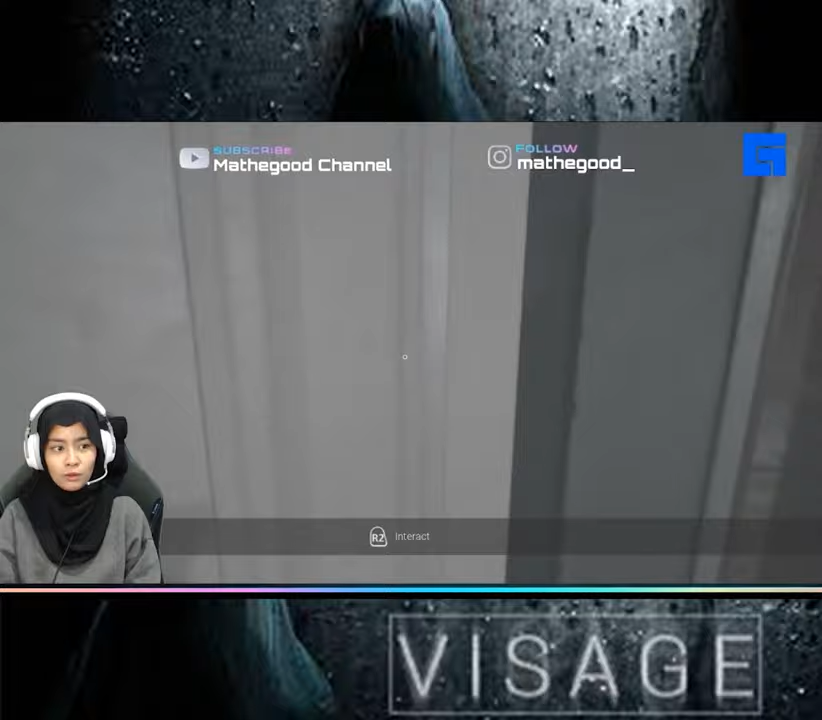 SUBSCRIBE
Mathegood Channel
FOLLOW
mathegood_
R2 Interact
VISAGE